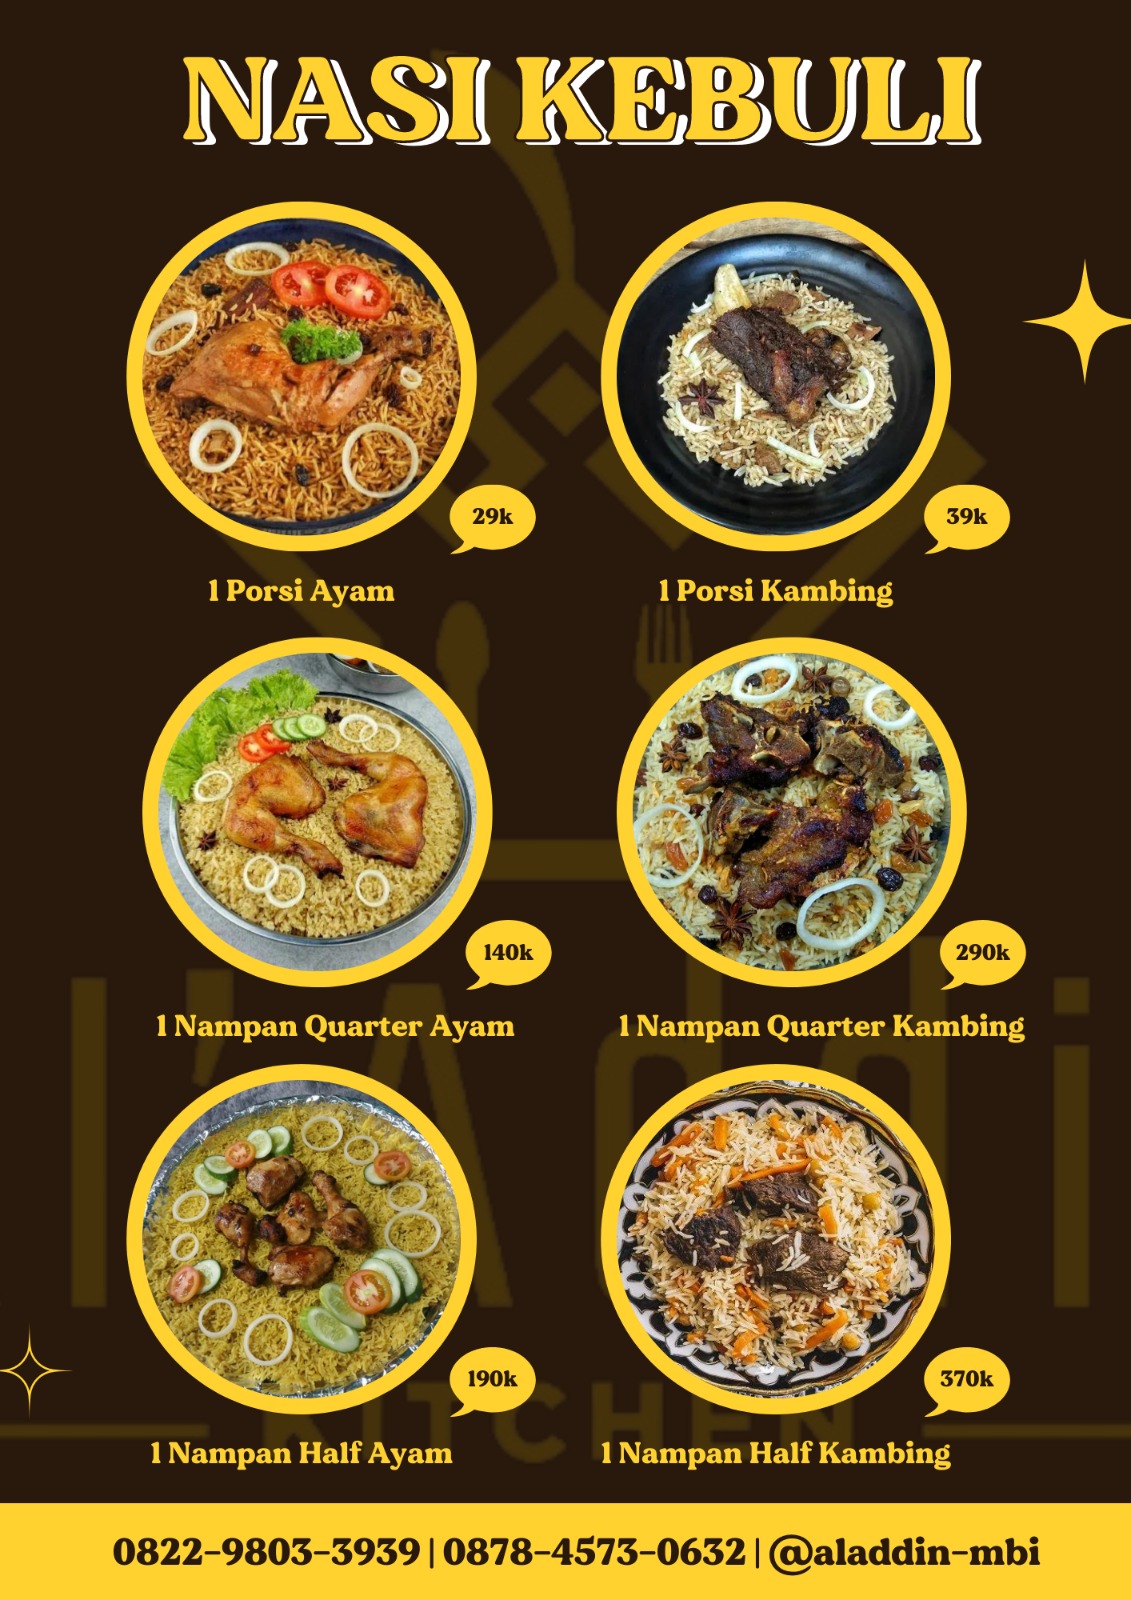 NASI KEBULI
29k
39k
1 Porsi Ayam
1 Porsi Kambing
140k
290k
1 Nampan Quarter Ayam
1 Nampan Quarter Kambing
190k
370k
1 Nampan Half Ayam
1 Nampan Half Kambing
l'Addi
KITCHEN
0822-9803-3939 | 0878-4573-0632 | @aladdin-mbi